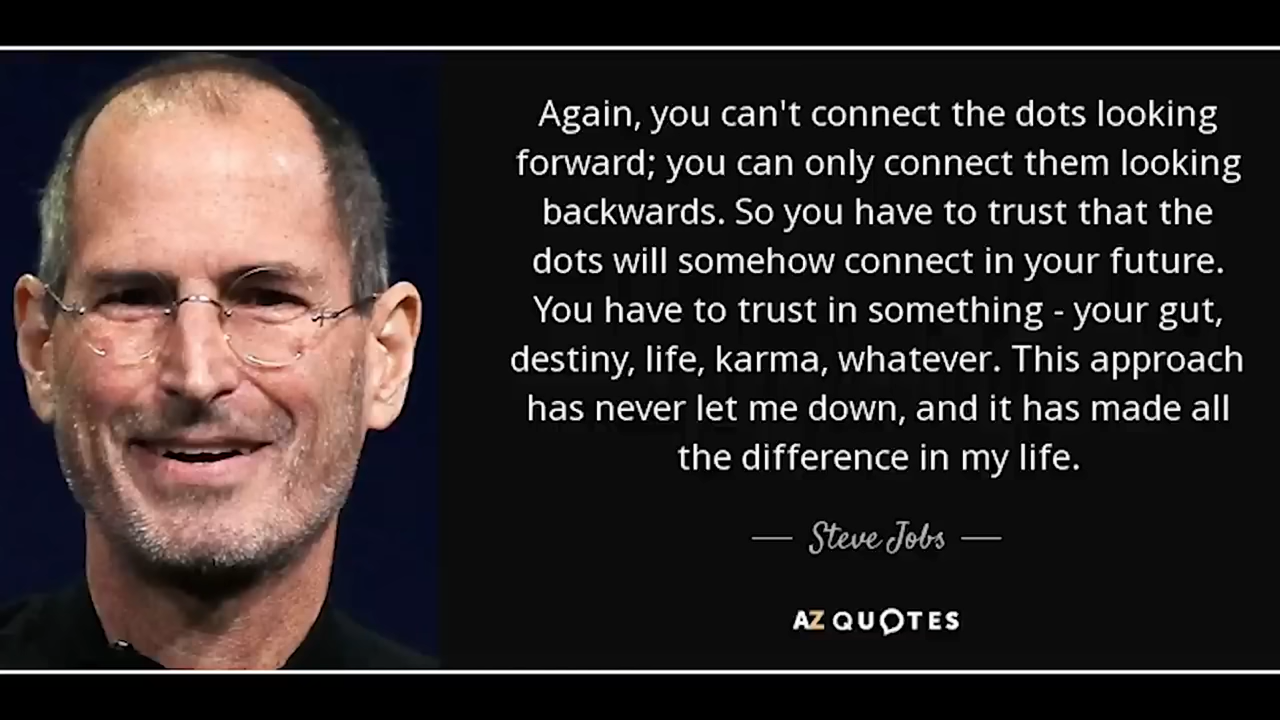 Again, you can't connect the dots looking
forward; you can only connect them looking
backwards. So you have to trust that the
dots will somehow connect in your future.
You have to trust in something - your gut,
destiny, life, karma, whatever. This approach
has never let me down, and it has made all
the difference in my life.
Steve Jobs
AZ QUOTES